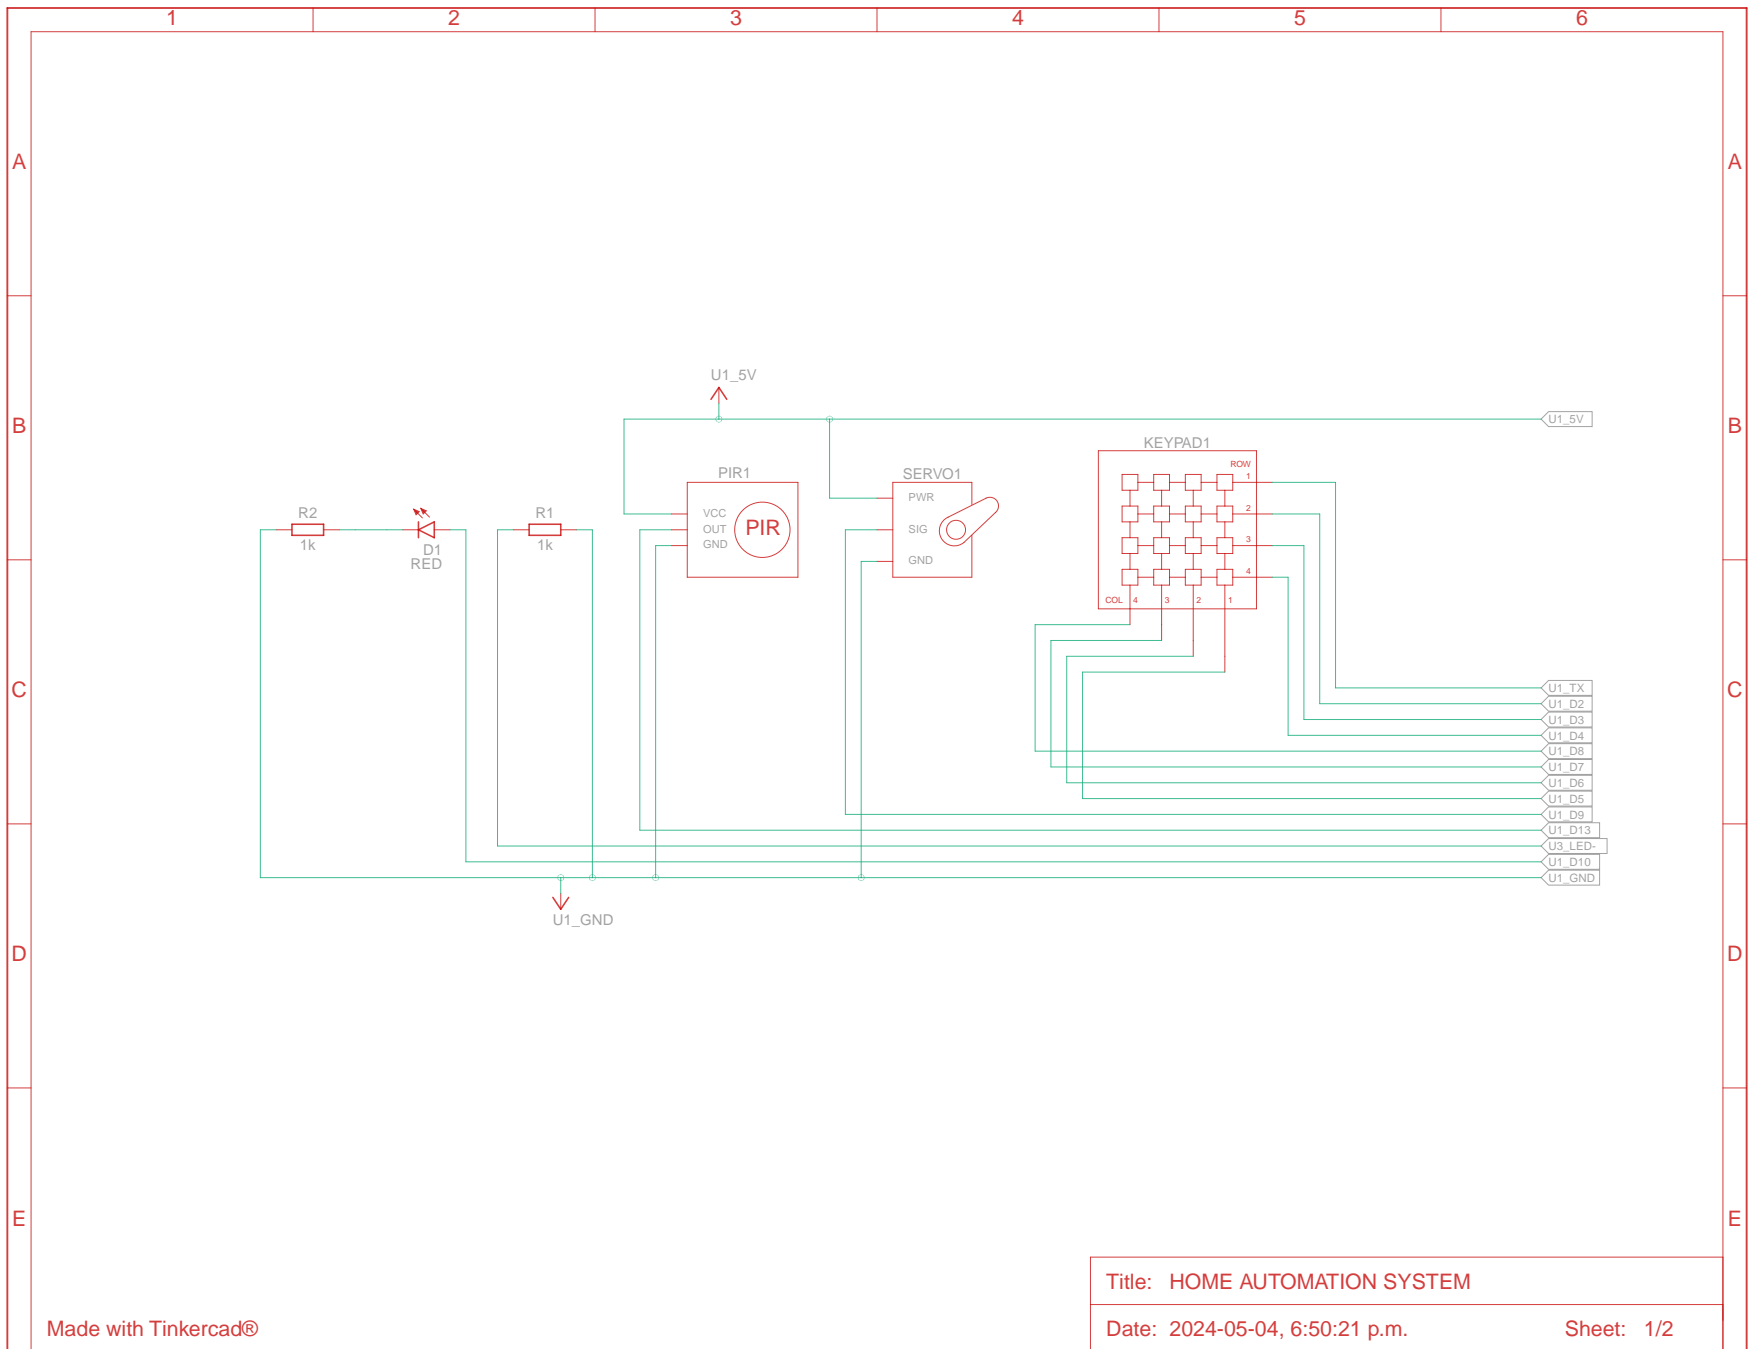 1 2 3 4 5 6
A A
U1_5V
B U1_5V B
KEYPAD1
ROW
PIR1 SERVO1
1
PWR
R2 R1 VCC 2
OUT PIR SIG
1k D1 1k GND 3
RED GND
4
COL 4 3 2 1
C C
U1_TX
U1_D2
U1_D3
U1_D4
U1_D8
U1_D7
U1_D6
U1_D5
U1_D9
U1_D13
U3_LED-
U1_D10
U1_GND
U1_GND
D D
E E
Title: HOME AUTOMATION SYSTEM
Made with Tinkercad® Date: 2024-05-04, 6:50:21 p.m. Sheet: 1/2